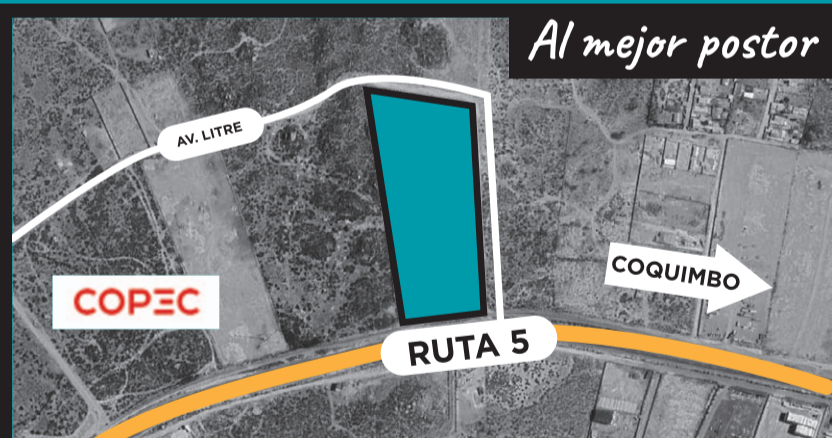 Al mejor postor
AV. LITRE
COQUIMBO
COPEC
RUTA 5